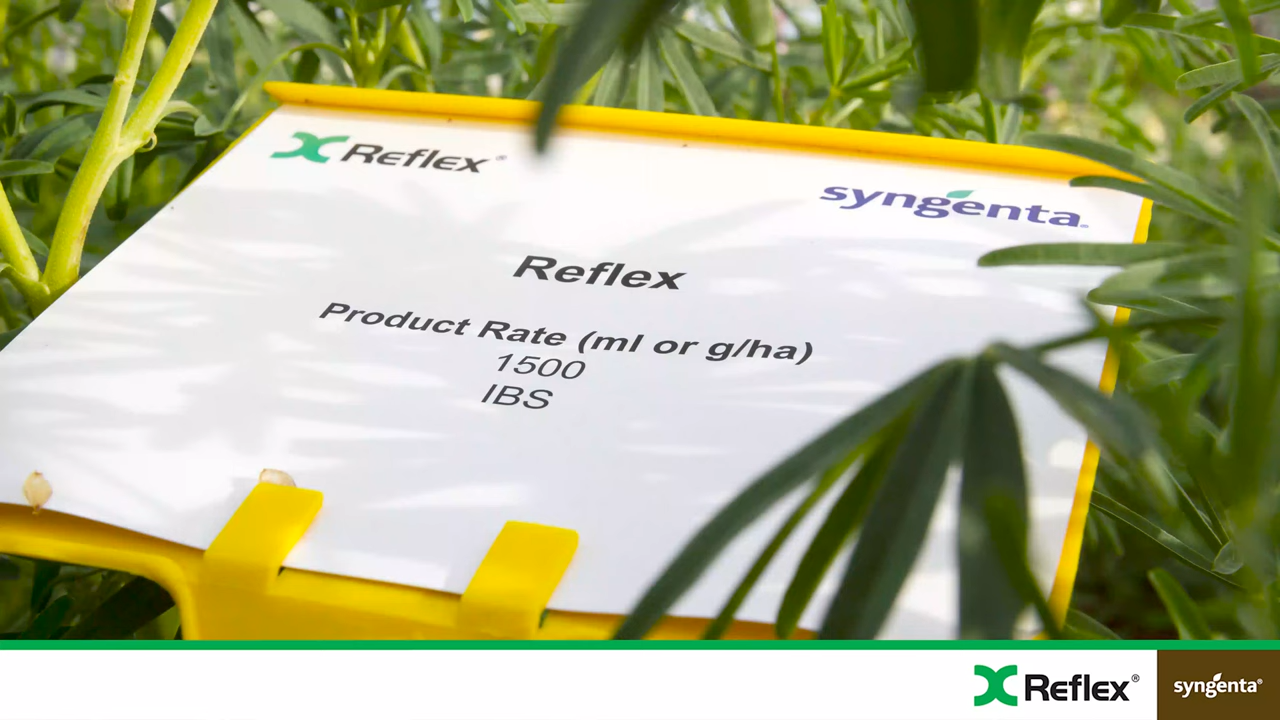 Reflex®
syngenta
Reflex
Product Rate (ml or g/ha)
1500
IBS
Reflex®
syngenta®